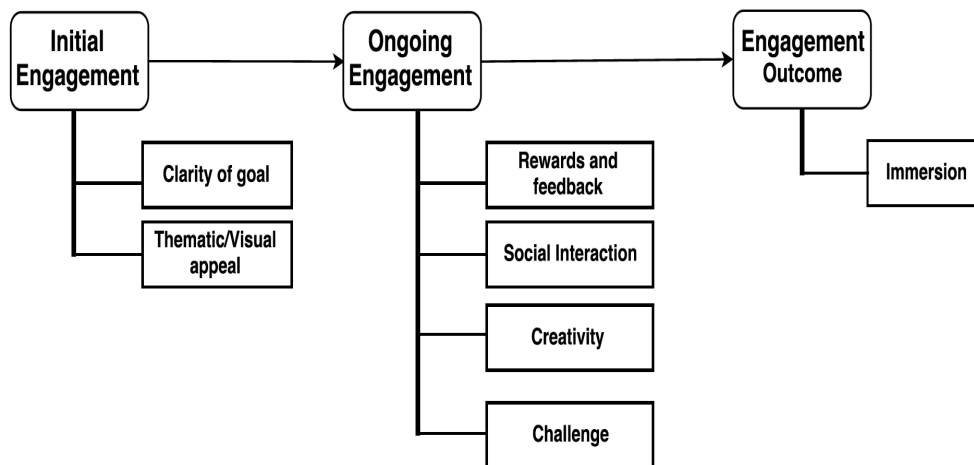 Initial
Engagement
Ongoing
Engagement
Engagement
Outcome
Clarity of goal
Thematic/Visual
appeal
Rewards and
feedback
Social Interaction
Creativity
Challenge
Immersion